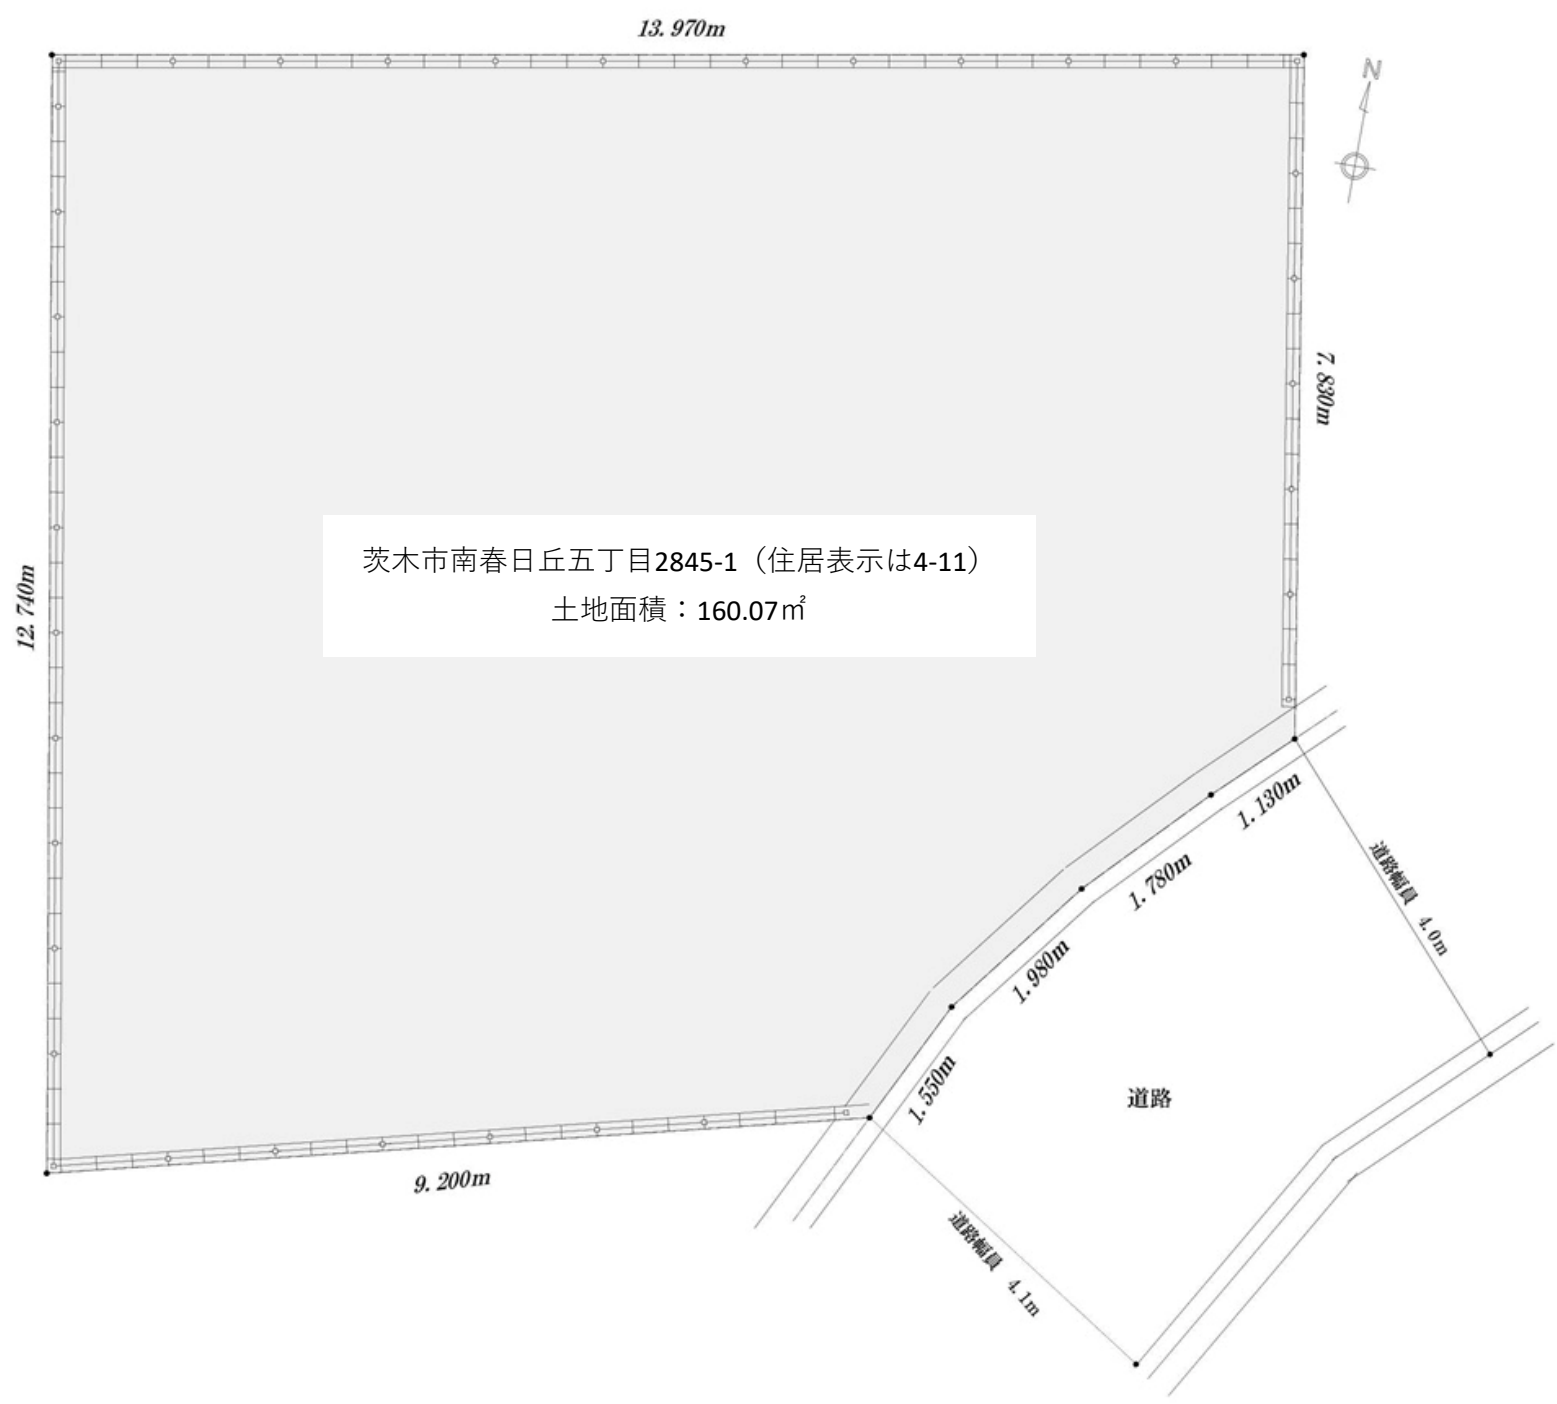 13.970m
N
7.830m
茨木市南春日丘五丁目2845-1（住居表示は4-11）
土地面積：160.07㎡
12.740m
1.130m
1.780m
道路幅員 4.0m
1.980m
1.550m
道路
9.200m
道路幅員 4.1m